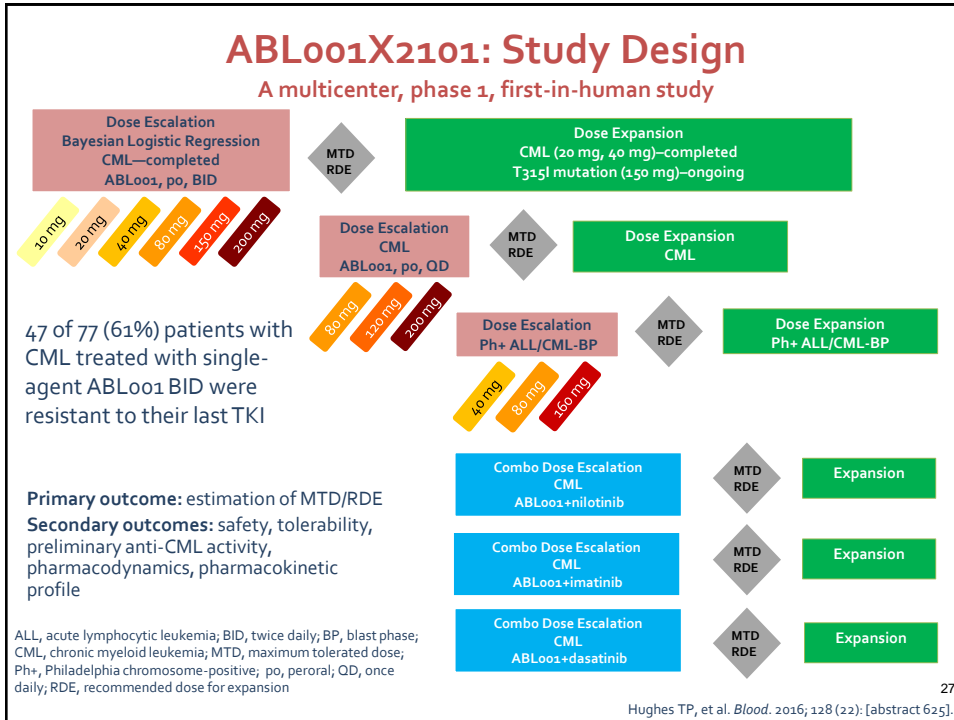 ABL001X2101: Study Design
A multicenter, phase 1, first-in-human study
Dose Escalation
Bayesian Logistic Regression
CML—completed
ABL001, po, BID
MTD
RDE
Dose Expansion
CML (20 mg, 40 mg)–completed
T315I mutation (150 mg)–ongoing
10 mg
20 mg
40 mg
80 mg
150 mg
200 mg
Dose Escalation
CML
ABL001, po, QD
MTD
RDE
Dose Expansion
CML
80 mg
120 mg
200 mg
Dose Escalation
Ph+ ALL/CML-BP
MTD
RDE
Dose Expansion
Ph+ ALL/CML-BP
40 mg
80 mg
160 mg
47 of 77 (61%) patients with
CML treated with single-
agent ABL001 BID were
resistant to their last TKI
Combo Dose Escalation
CML
ABL001+nilotinib
MTD
RDE
Expansion
Primary outcome: estimation of MTD/RDE
Secondary outcomes: safety, tolerability,
preliminary anti-CML activity,
pharmacodynamics, pharmacokinetic
profile
Combo Dose Escalation
CML
ABL001+imatinib
MTD
RDE
Expansion
Combo Dose Escalation
CML
ABL001+dasatinib
MTD
RDE
Expansion
ALL, acute lymphocytic leukemia; BID, twice daily; BP, blast phase;
CML, chronic myeloid leukemia; MTD, maximum tolerated dose;
Ph+, Philadelphia chromosome-positive; po, peroral; QD, once
daily; RDE, recommended dose for expansion
27
Hughes TP, et al. Blood. 2016; 128 (22): [abstract 625].